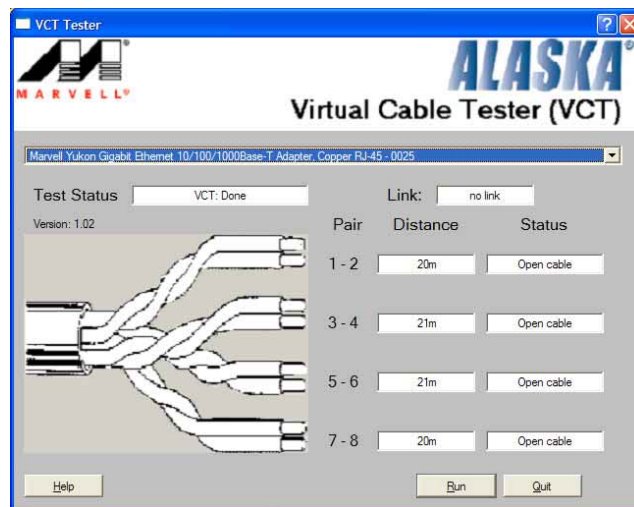 VCT Tester
MARVELL®
ALASKA®
Virtual Cable Tester (VCT)
Marvell Yukon Gigabit Ethernet 10/100/1000Base-T Adapter, Copper RJ-45 - 0025
Test Status VCT: Done Link: no link
Version: 1.02
Pair Distance Status
1 - 2 20m Open cable
3 - 4 21m Open cable
5 - 6 21m Open cable
7 - 8 20m Open cable
Help Run Quit